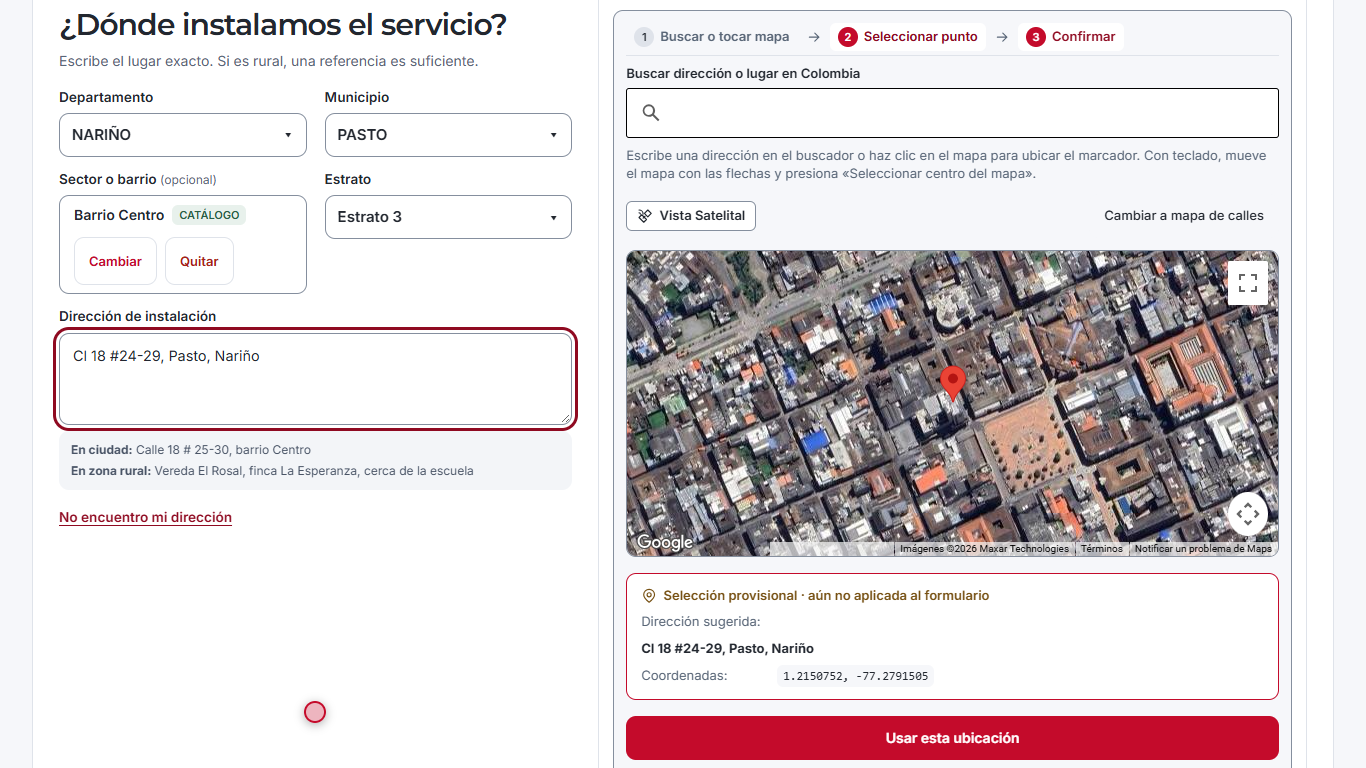 ¿Dónde instalamos el servicio?
Escribe el lugar exacto. Si es rural, una referencia es suficiente.
Departamento
NARIÑO
Municipio
PASTO
Sector o barrio (opcional)
Barrio Centro CATÁLOGO
Cambiar
Quitar
Estrato
Estrato 3
Dirección de instalación
Cl 18 #24-29, Pasto, Nariño
En ciudad: Calle 18 # 25-30, barrio Centro
En zona rural: Vereda El Rosal, finca La Esperanza, cerca de la escuela
No encuentro mi dirección
1 Buscar o tocar mapa → 2 Seleccionar punto → 3 Confirmar
Buscar dirección o lugar en Colombia
Escribe una dirección en el buscador o haz clic en el mapa para ubicar el marcador. Con teclado, mueve
el mapa con las flechas y presiona «Seleccionar centro del mapa».
Vista Satelital
Cambiar a mapa de calles
Google
Imágenes ©2026 Maxar Technologies
Términos
Notificar un problema de Maps
Selección provisional · aún no aplicada al formulario
Dirección sugerida:
Cl 18 #24-29, Pasto, Nariño
Coordenadas: 1.2150752, -77.2791505
Usar esta ubicación